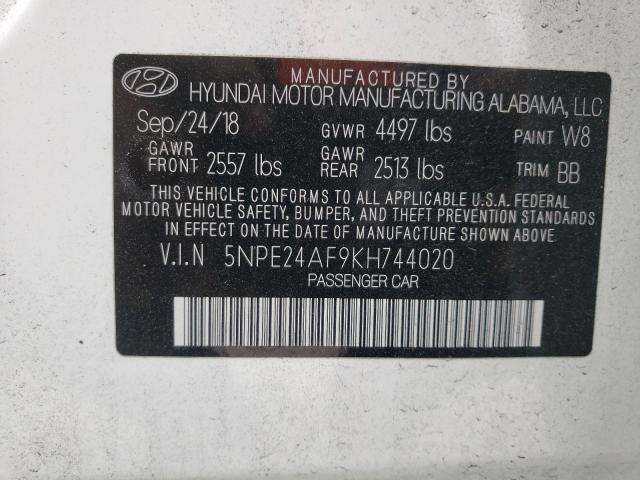 MANUFACTURED BY
HYUNDAI MOTOR MANUFACTURING ALABAMA, LLC
Sep/24/18 GVWR 4497 lbs PAINT W8
GAWR FRONT 2557 lbs GAWR REAR 2513 lbs TRIM BB
THIS VEHICLE CONFORMS TO ALL APPLICABLE U.S.A. FEDERAL
MOTOR VEHICLE SAFETY, BUMPER, AND THEFT PREVENTION STANDARDS
IN EFFECT ON THE DATE OF MANUFACTURE SHOWN ABOVE.
V.I.N 5NPE24AF9KH744020
PASSENGER CAR